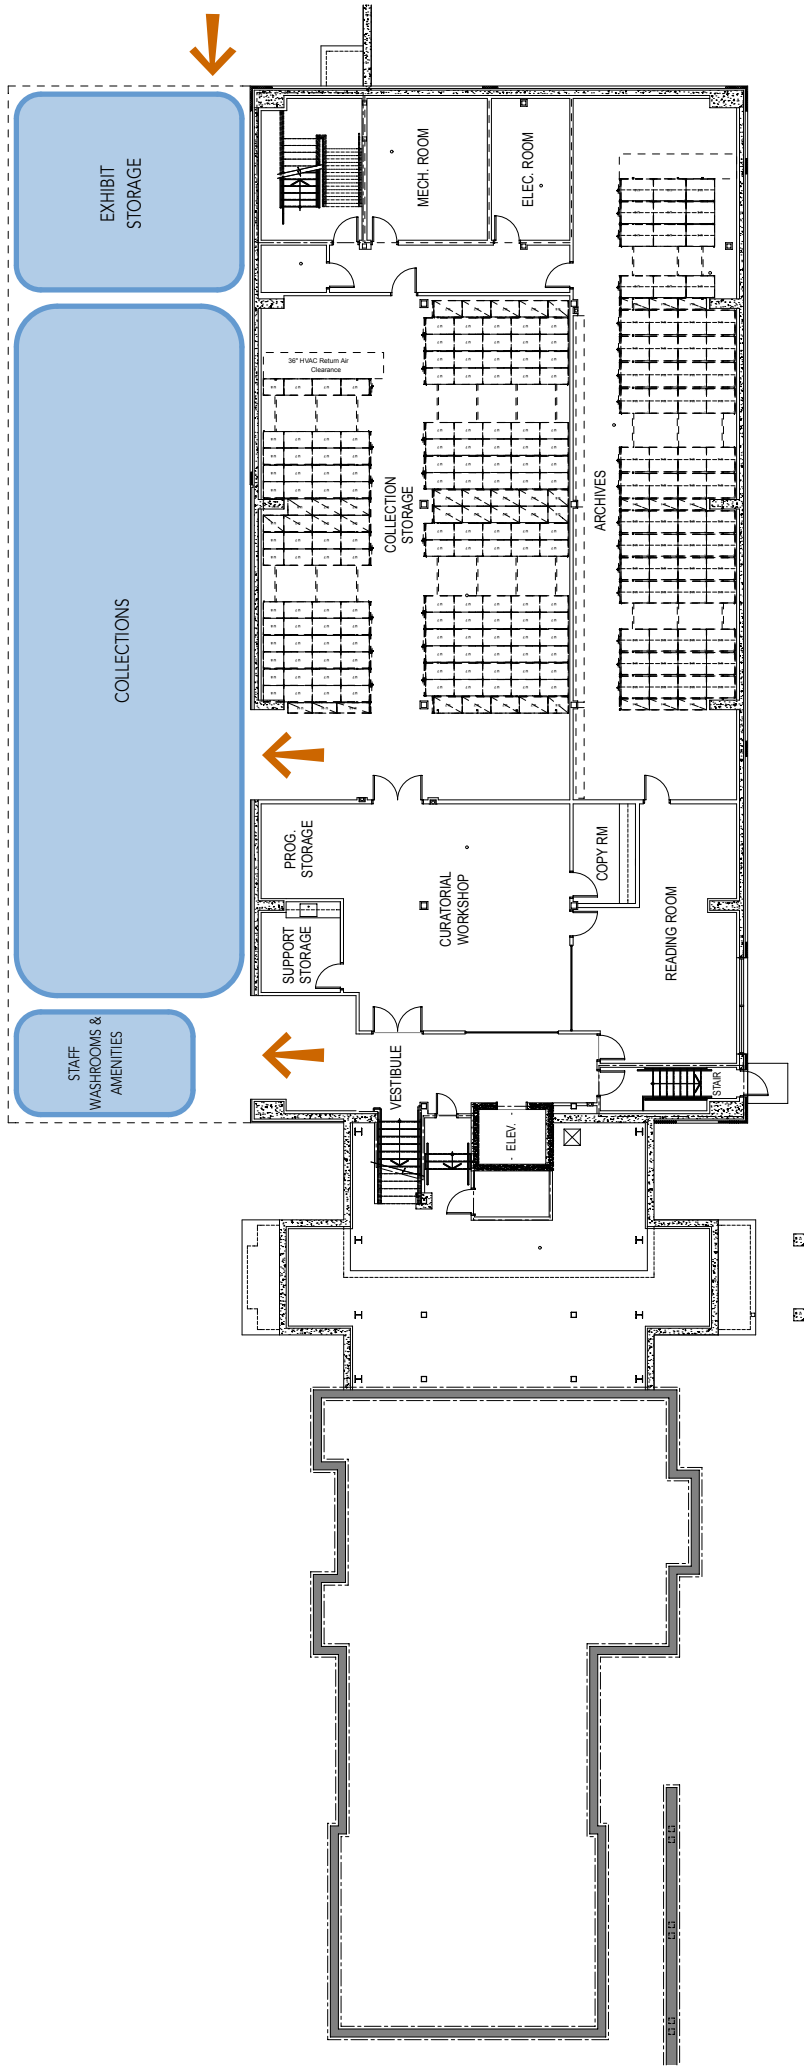 EXHIBIT
STORAGE
MECH. ROOM
ELEC. ROOM
36" HVAC Return Air
Clearance
COLLECTION
STORAGE
ARCHIVES
COLLECTIONS
PROG.
STORAGE
COPY RM
CURATORIAL
WORKSHOP
SUPPORT
STORAGE
READING ROOM
STAFF
WASHROOMS &
AMENITIES
VESTIBULE
STAIR
ELEV.